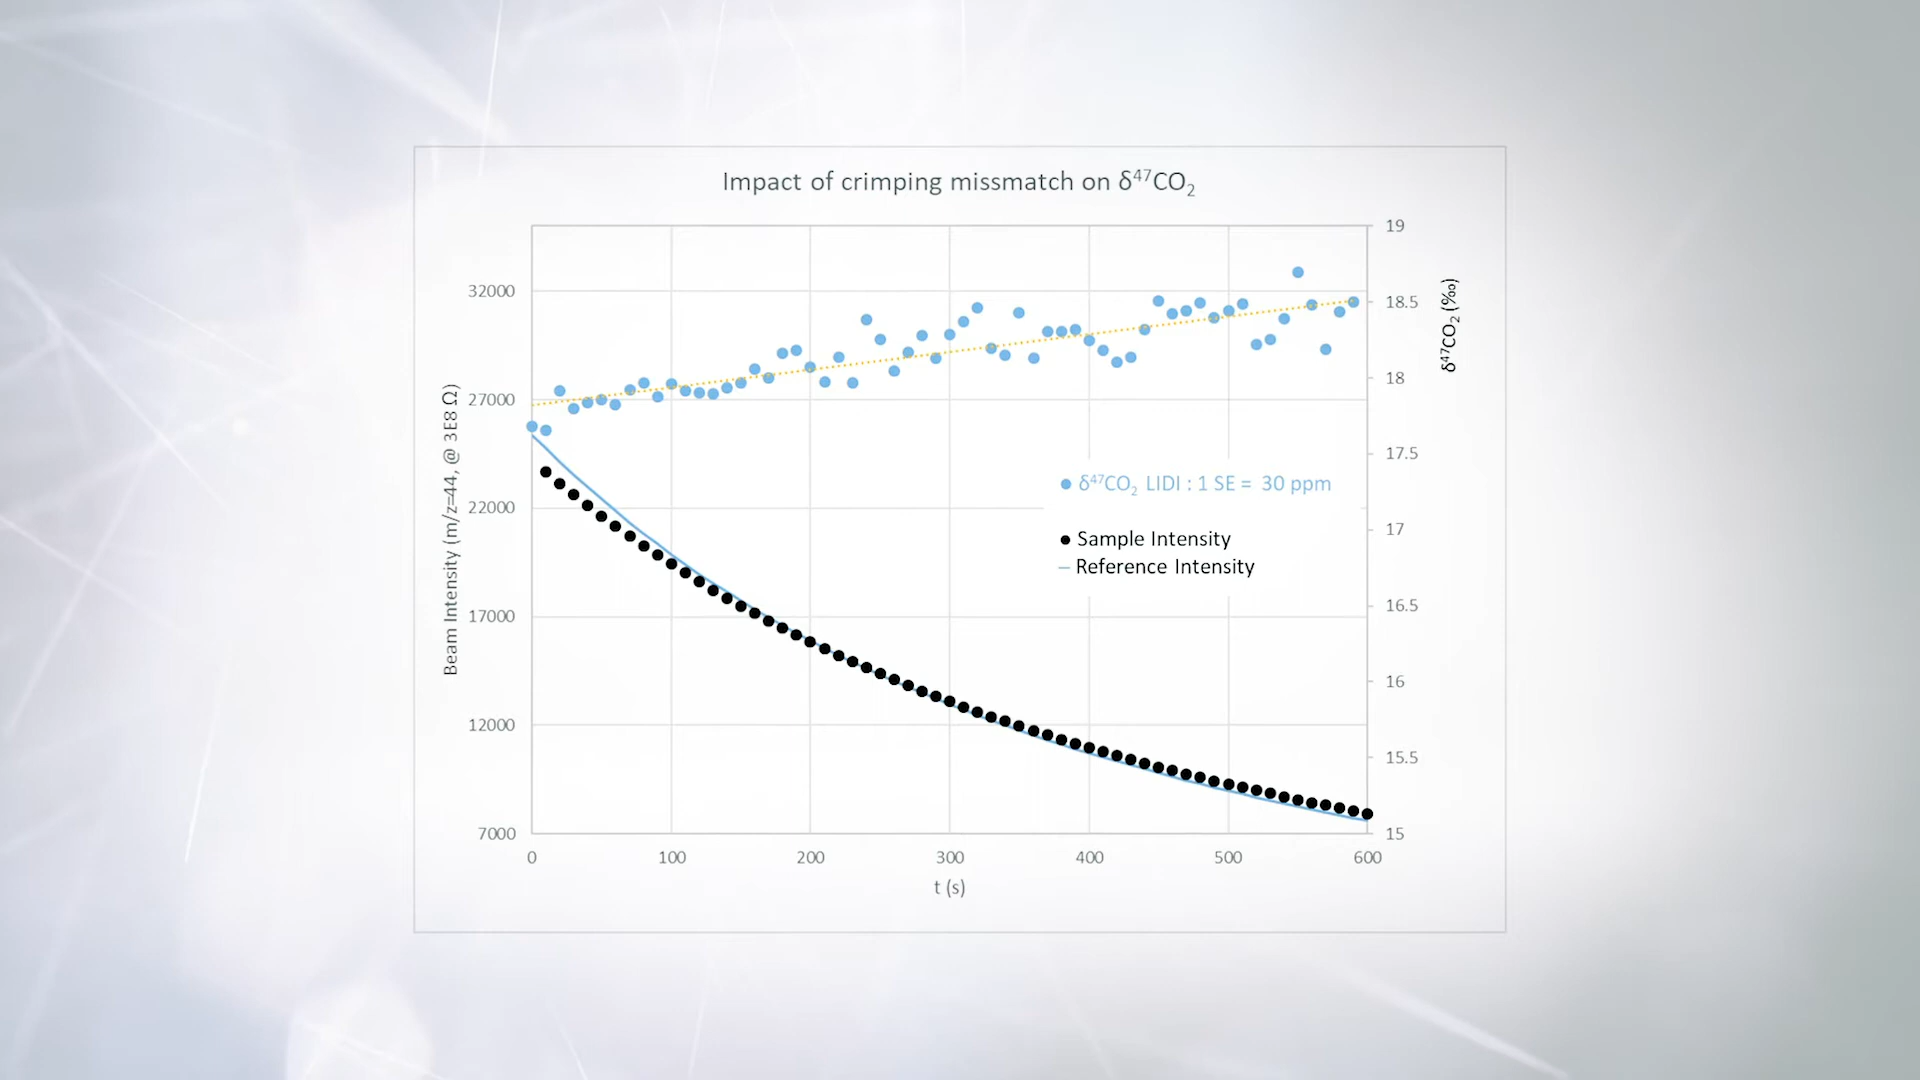 Impact of crimping missmatch on δ⁴⁷CO₂
19
32000
18.5
δ⁴⁷CO₂ (‰)
18
27000
Beam Intensity (m/z=44, @ 3E8 Ω)
17.5
δ⁴⁷CO₂ LIDI : 1 SE = 30 ppm
22000
17
Sample Intensity
Reference Intensity
17000
16.5
16
12000
15.5
7000
15
0 100 200 300 400 500 600
t (s)